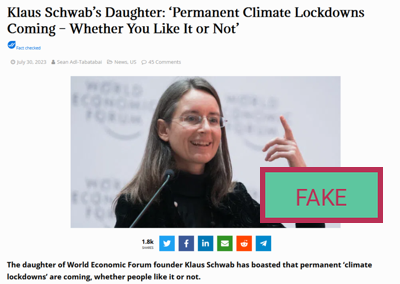 Klaus Schwab's Daughter: 'Permanent Climate Lockdowns
Coming – Whether You Like It or Not'
Fact checked
July 30, 2023 Sean Adl-Tabatabai News, US 45 Comments
WORLD
ECONOMIC
FORUM
FAKE
1.8k
SHARES
The daughter of World Economic Forum founder Klaus Schwab has boasted that permanent 'climate
lockdowns' are coming, whether people like it or not.